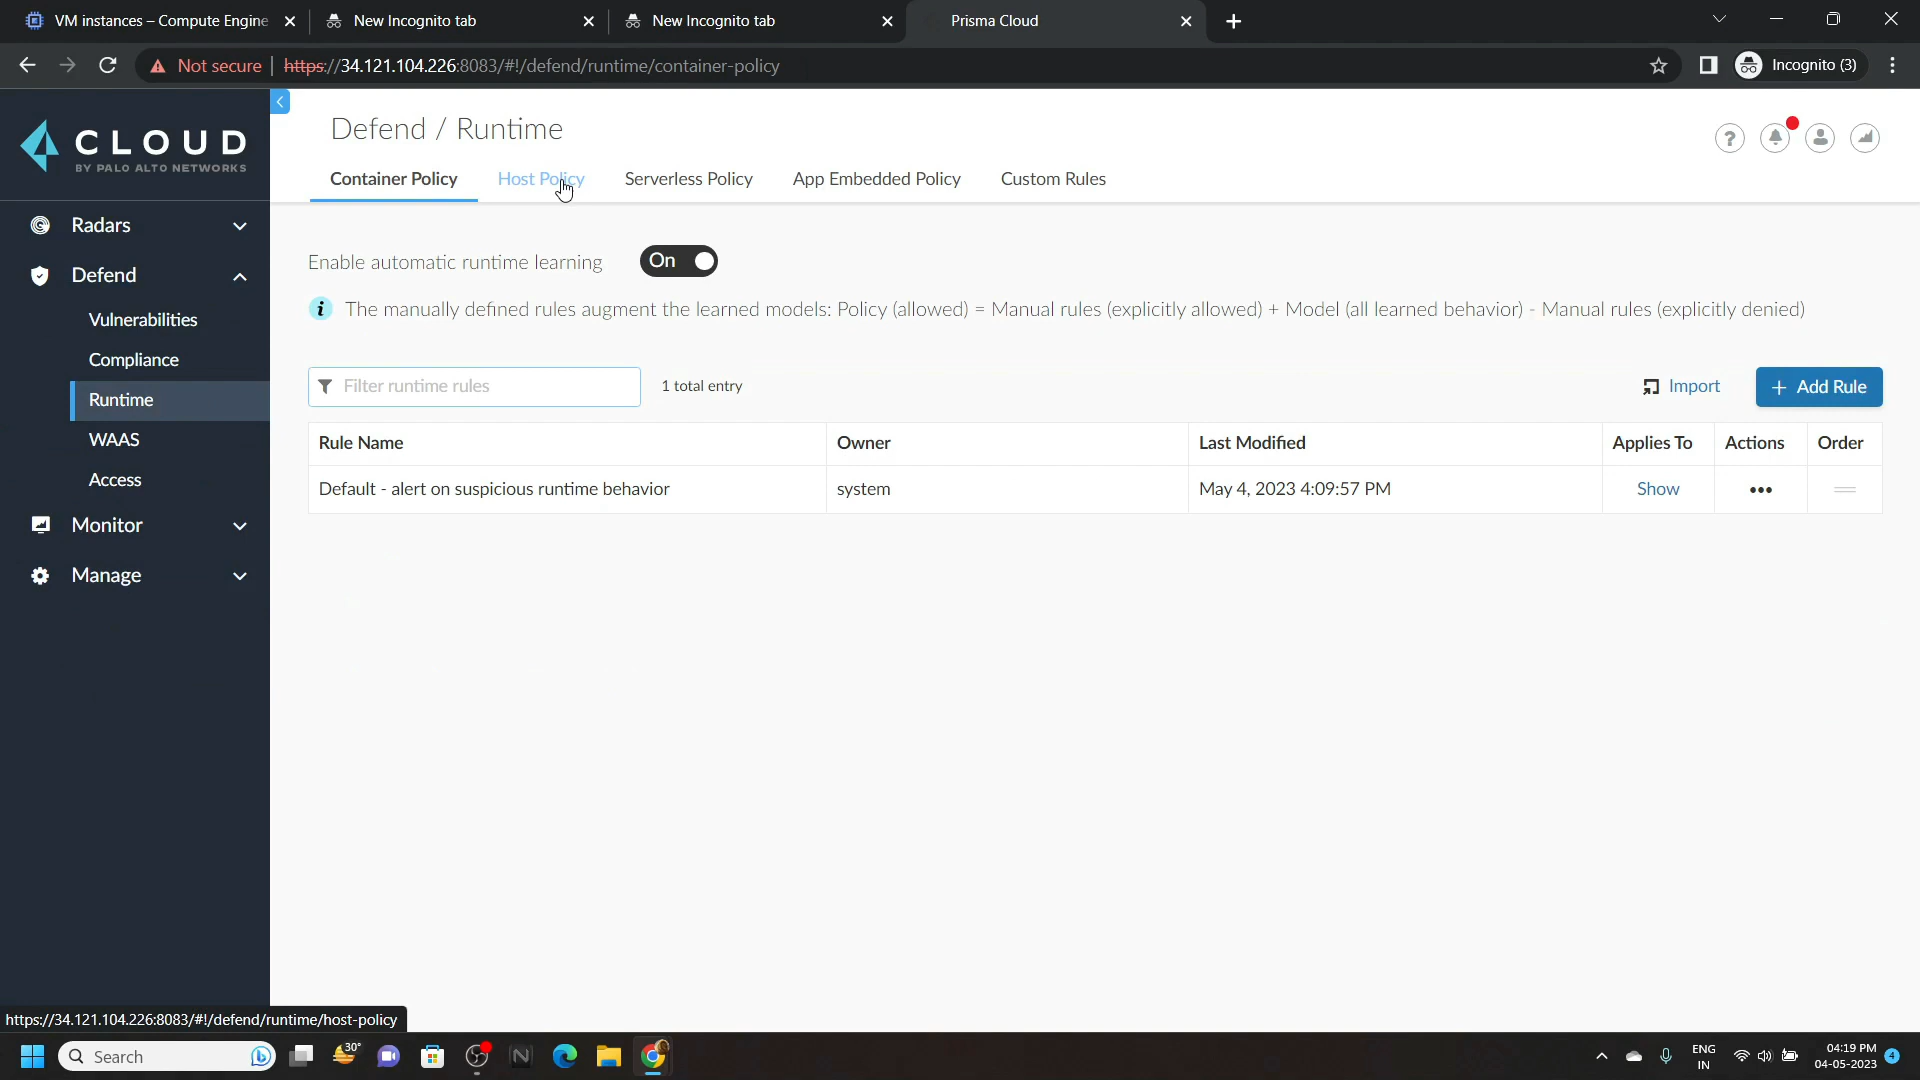 VM instances – Compute Engine
New Incognito tab
New Incognito tab
Prisma Cloud
Not secure
https://34.121.104.226:8083/#!/defend/runtime/container-policy
Incognito (3)
CLOUD
BY PALO ALTO NETWORKS
Defend / Runtime
Container Policy
Host Policy
Serverless Policy
App Embedded Policy
Custom Rules
Radars
Defend
Vulnerabilities
Compliance
Runtime
WAAS
Access
Monitor
Manage
Enable automatic runtime learning
On
The manually defined rules augment the learned models: Policy (allowed) = Manual rules (explicitly allowed) + Model (all learned behavior) - Manual rules (explicitly denied)
Filter runtime rules
1 total entry
Import
+ Add Rule
Rule Name
Owner
Last Modified
Applies To
Actions
Order
Default - alert on suspicious runtime behavior
system
May 4, 2023 4:09:57 PM
Show
https://34.121.104.226:8083/#!/defend/runtime/host-policy
Search
30°
ENG
IN
04:19 PM
04-05-2023
4